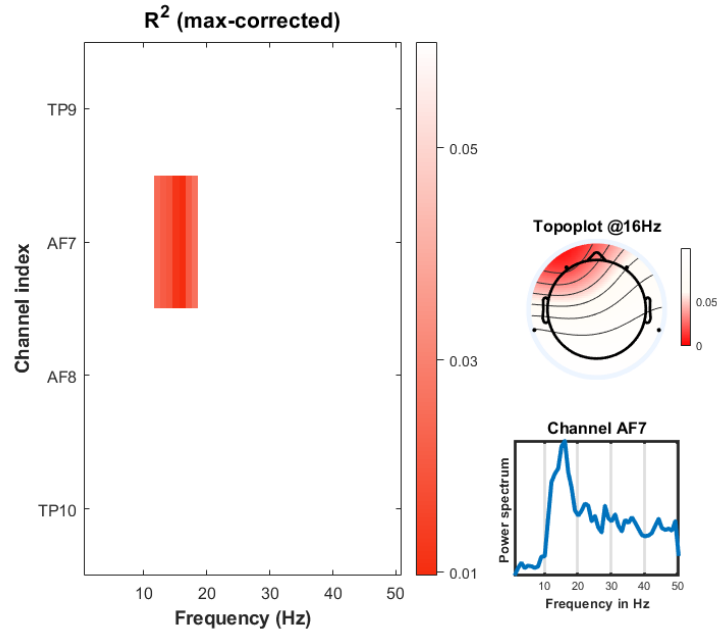 R² (max-corrected)
Channel index
TP9
AF7
AF8
TP10
10
20
30
40
50
Frequency (Hz)
0.05
0.03
0.01
Topoplot @16Hz
0.05
0
Channel AF7
Power spectrum
10
20
30
40
50
Frequency in Hz